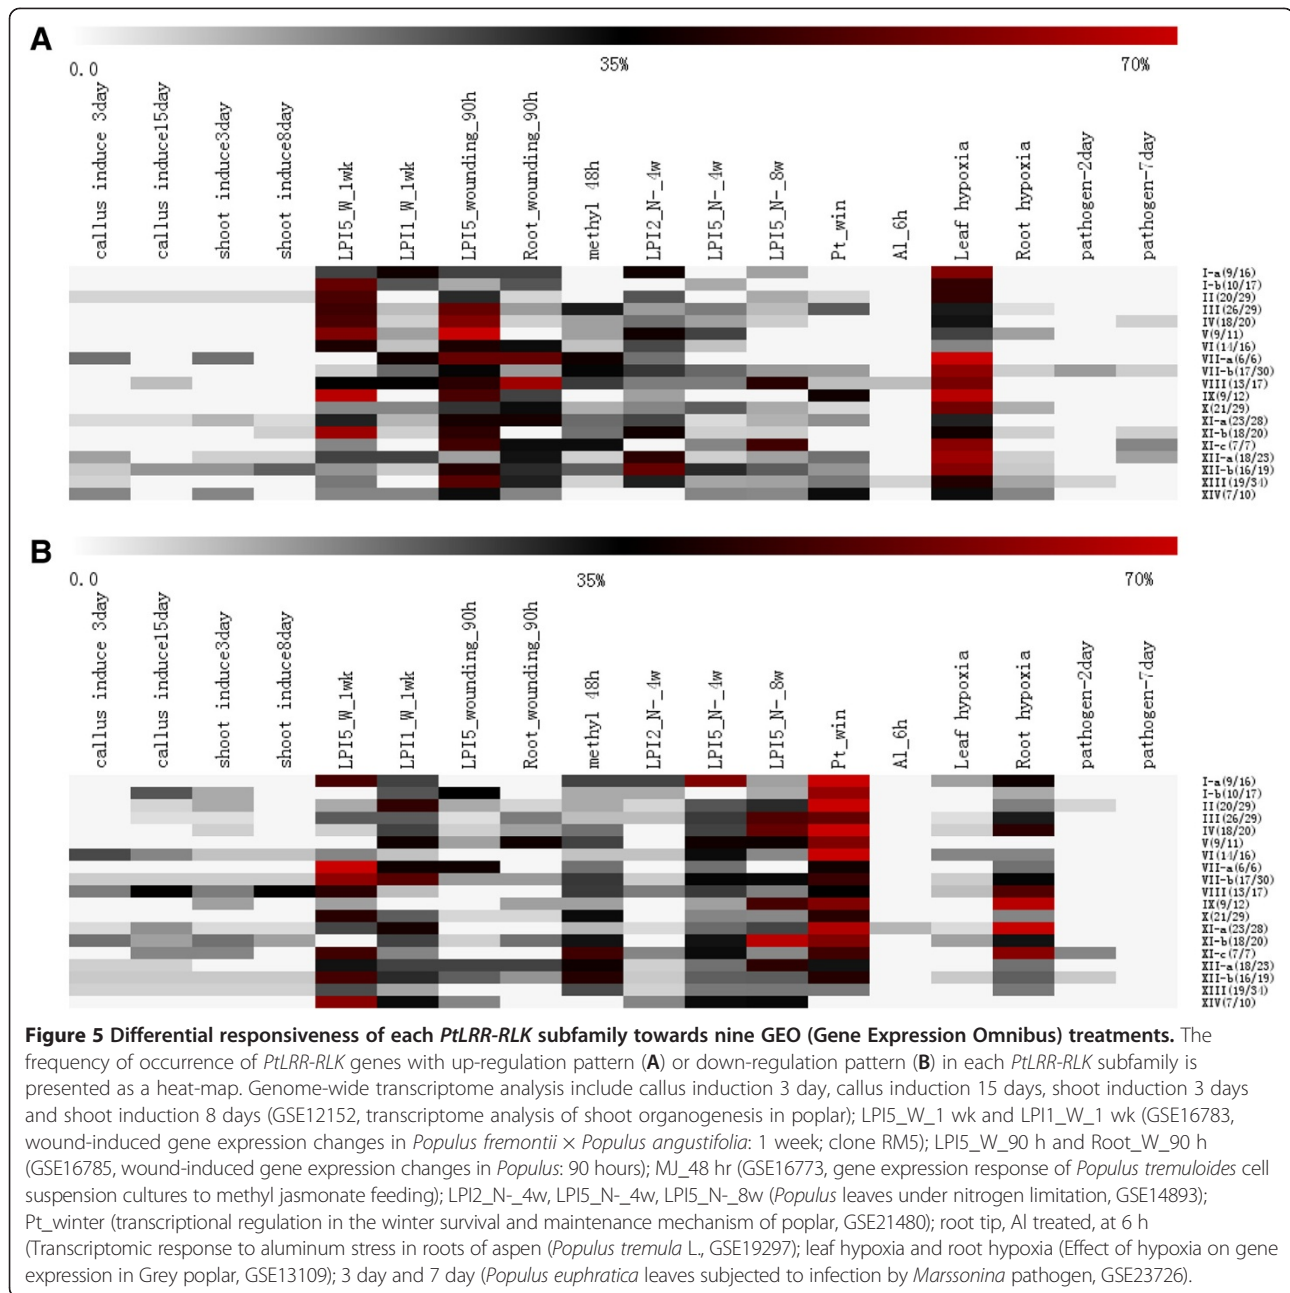 A
0.0 35% 70%
callus induce 3day
callus induce15day
shoot induce3day
shoot induce8day
LPI5_W_1wk
LPI1_W_1wk
LPI5_wounding_90h
Root_wounding_90h
methyl 48h
LPI2_N-_4w
LPI5_N-_4w
LPI5_N-_8w
Pt_win
Al_6h
Leaf hypoxia
Root hypoxia
pathogen-2day
pathogen-7day
I-a(9/16)
I-b(10/17)
II(20/29)
III(26/29)
IV(18/20)
V(9/11)
VI(14/16)
VII-a(6/6)
VII-b(17/30)
VIII(13/17)
IX(9/12)
X(21/29)
XI-a(23/28)
XI-b(18/20)
XI-c(7/7)
XII-a(18/23)
XII-b(16/19)
XIII(19/34)
XIV(7/10)
B
0.0 35% 70%
callus induce 3day
callus induce15day
shoot induce3day
shoot induce8day
LPI5_W_1wk
LPI1_W_1wk
LPI5_wounding_90h
Root_wounding_90h
methyl 48h
LPI2_N-_4w
LPI5_N-_4w
LPI5_N-_8w
Pt_win
Al_6h
Leaf hypoxia
Root hypoxia
pathogen-2day
pathogen-7day
I-a(9/16)
I-b(10/17)
II(20/29)
III(26/29)
IV(18/20)
V(9/11)
VI(14/16)
VII-a(6/6)
VII-b(17/30)
VIII(13/17)
IX(9/12)
X(21/29)
XI-a(23/28)
XI-b(18/20)
XI-c(7/7)
XII-a(18/23)
XII-b(16/19)
XIII(19/34)
XIV(7/10)
Figure 5 Differential responsiveness of each PtLRR-RLK subfamily towards nine GEO (Gene Expression Omnibus) treatments. The
frequency of occurrence of PtLRR-RLK genes with up-regulation pattern (A) or down-regulation pattern (B) in each PtLRR-RLK subfamily is
presented as a heat-map. Genome-wide transcriptome analysis include callus induction 3 day, callus induction 15 days, shoot induction 3 days
and shoot induction 8 days (GSE12152, transcriptome analysis of shoot organogenesis in poplar); LPI5_W_1 wk and LPI1_W_1 wk (GSE16783,
wound-induced gene expression changes in Populus fremontii × Populus angustifolia: 1 week; clone RM5); LPI5_W_90 h and Root_W_90 h
(GSE16785, wound-induced gene expression changes in Populus: 90 hours); MJ_48 hr (GSE16773, gene expression response of Populus tremuloides cell
suspension cultures to methyl jasmonate feeding); LPI2_N-_4w, LPI5_N-_4w, LPI5_N-_8w (Populus leaves under nitrogen limitation, GSE14893);
Pt_winter (transcriptional regulation in the winter survival and maintenance mechanism of poplar, GSE21480); root tip, Al treated, at 6 h
(Transcriptomic response to aluminum stress in roots of aspen (Populus tremula L., GSE19297); leaf hypoxia and root hypoxia (Effect of hypoxia on gene
expression in Grey poplar, GSE13109); 3 day and 7 day (Populus euphratica leaves subjected to infection by Marssonina pathogen, GSE23726).